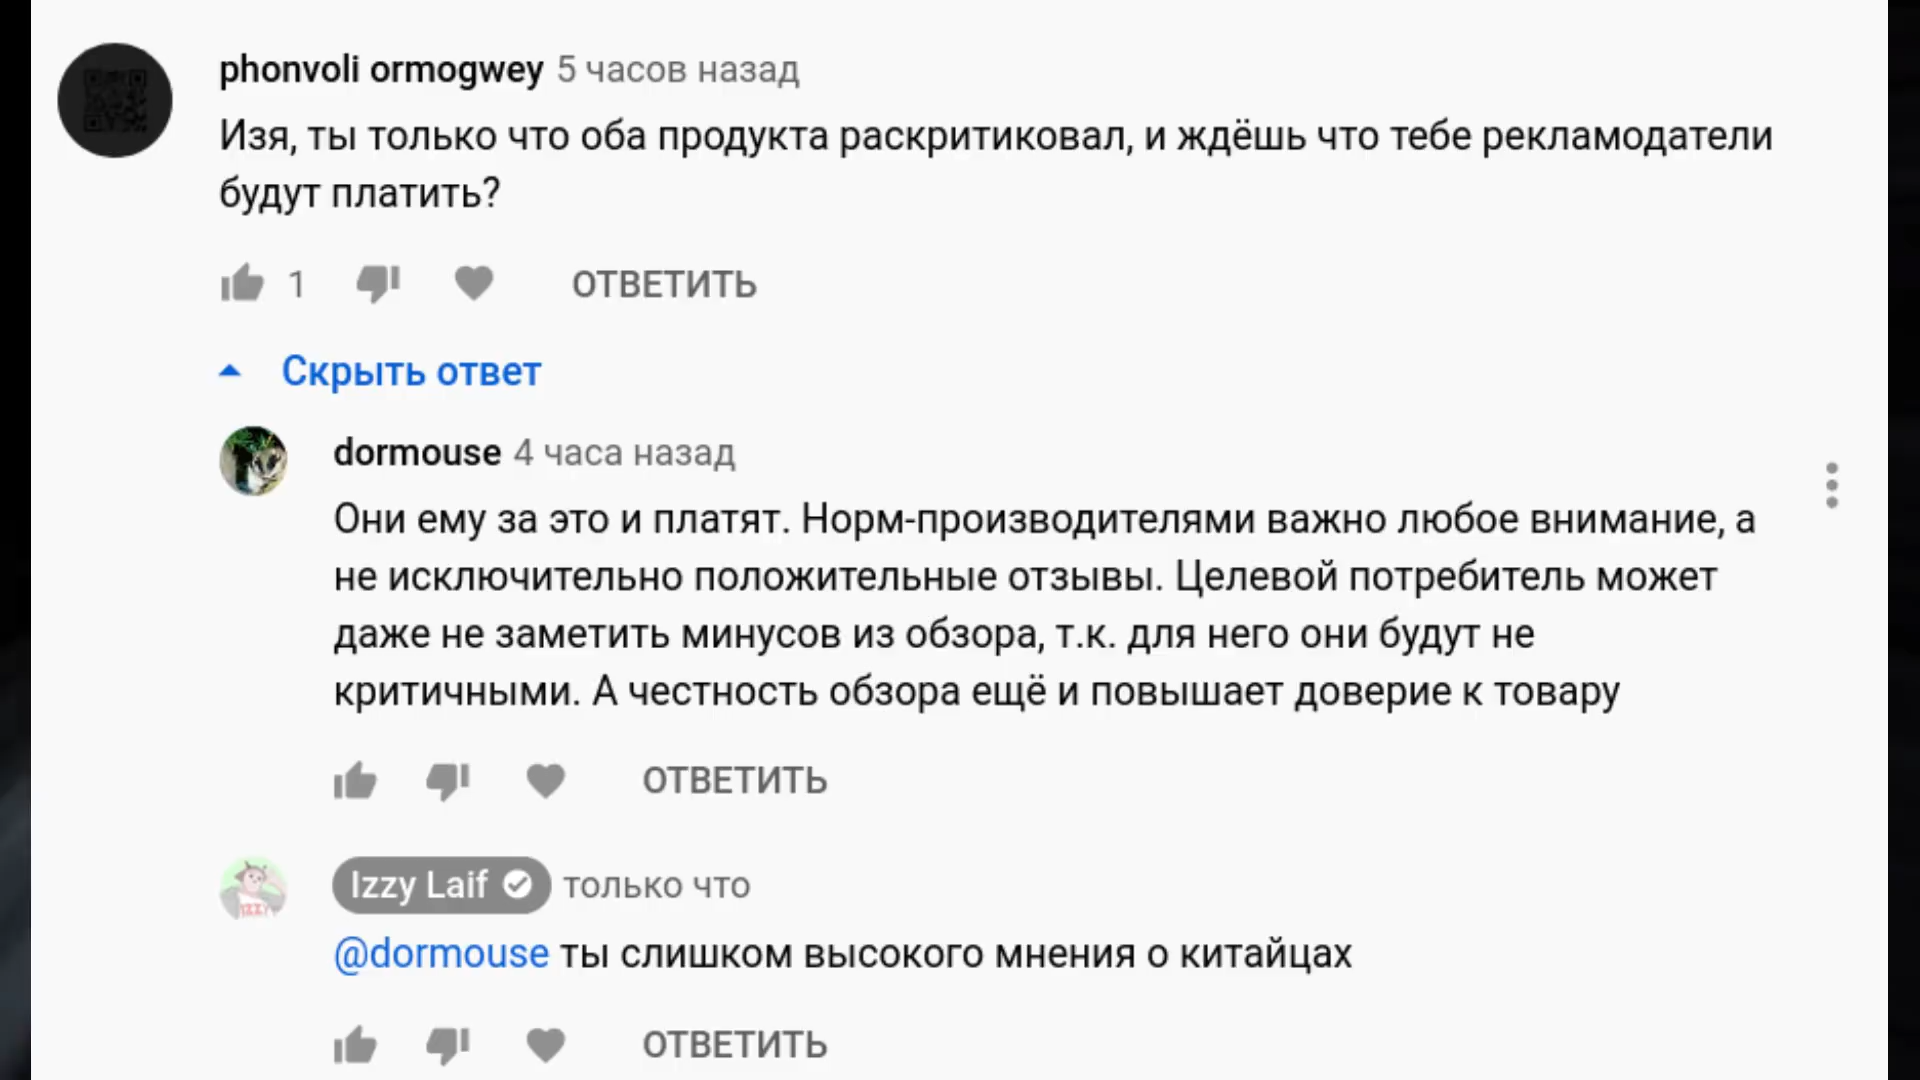 phonvoli ormogwey 5 часов назад
Изя, ты только что оба продукта раскритиковал, и ждёшь что тебе рекламодатели
будут платить?
1 ОТВЕТИТЬ
Скрыть ответ
dormouse 4 часа назад
Они ему за это и платят. Норм-производителями важно любое внимание, а
не исключительно положительные отзывы. Целевой потребитель может
даже не заметить минусов из обзора, т.к. для него они будут не
критичными. А честность обзора ещё и повышает доверие к товару
ОТВЕТИТЬ
Izzy Laif только что
@dormouse ты слишком высокого мнения о китайцах
ОТВЕТИТЬ
IZZY